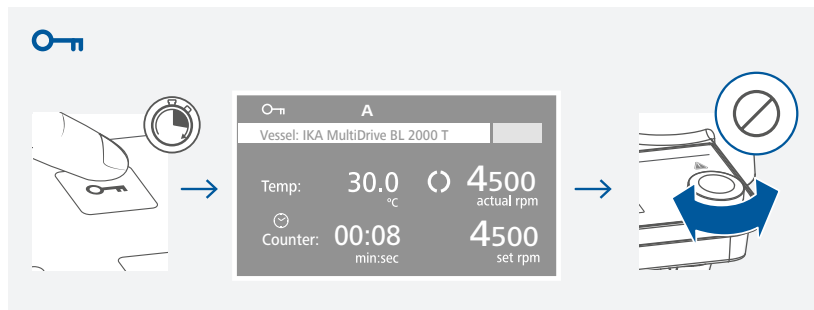 A
Vessel: IKA MultiDrive BL 2000 T
Temp: 30.0 °C
4500 actual rpm
Counter: 00:08 min:sec
4500 set rpm